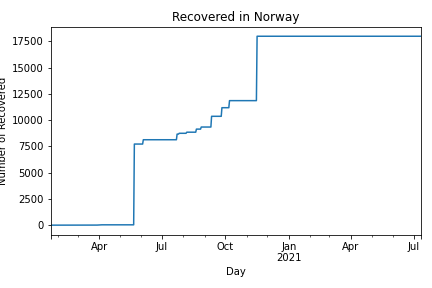 Recovered in Norway
Number of Recovered
17500
15000
12500
10000
7500
5000
2500
0
Apr
Jul
Oct
Jan
2021
Apr
Jul
Day